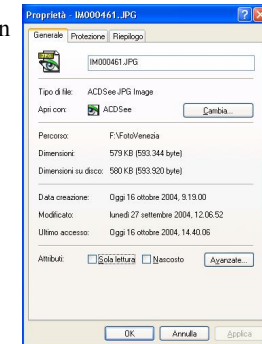 n
Proprietà - IM000461.JPG
Generale Protezione Riepilogo
IM000461.JPG
Tipo di file: ACDSee JPG Image
Apri con: ACDSee Cambia...
Percorso: F:\FotoVenezia
Dimensioni: 579 KB (593.344 byte)
Dimensioni su disco: 580 KB (593.920 byte)
Data creazione: Oggi 16 ottobre 2004, 9.19.00
Modificato: lunedì 27 settembre 2004, 12.06.52
Ultimo accesso: Oggi 16 ottobre 2004, 14.40.06
Attributi: Sola lettura Nascosto Avanzate...
OK Annulla Applica